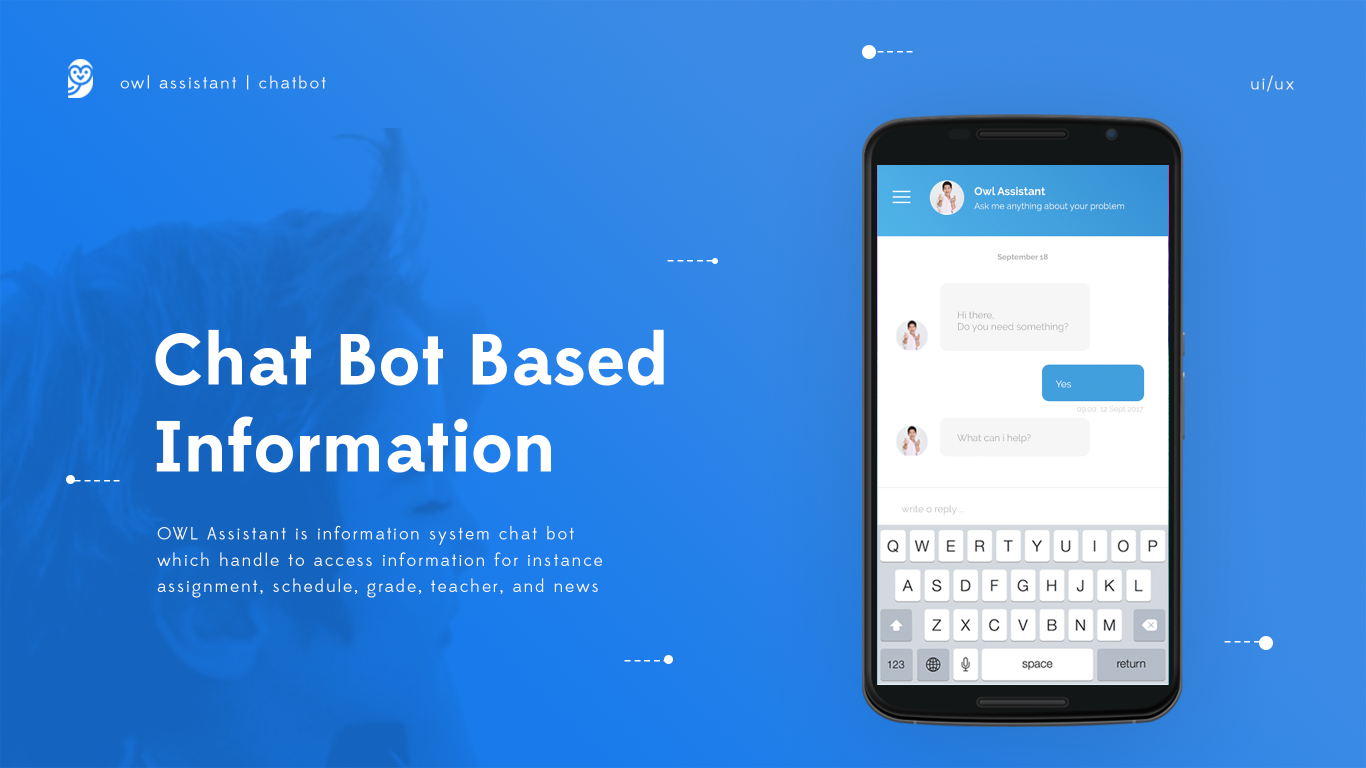 owl assistant | chatbot
ui/ux
Chat Bot Based
Information
OWL Assistant is information system chat bot
which handle to access information for instance
assignment, schedule, grade, teacher, and news
Owl Assistant
Ask me anything about your problem
September 18
Hi there,
Do you need something?
Yes
09.00, 12 Sept 2017
What can i help?
write a reply ...
Q W E R T Y U I O P
A S D F G H J K L
Z X C V B N M
123 space return